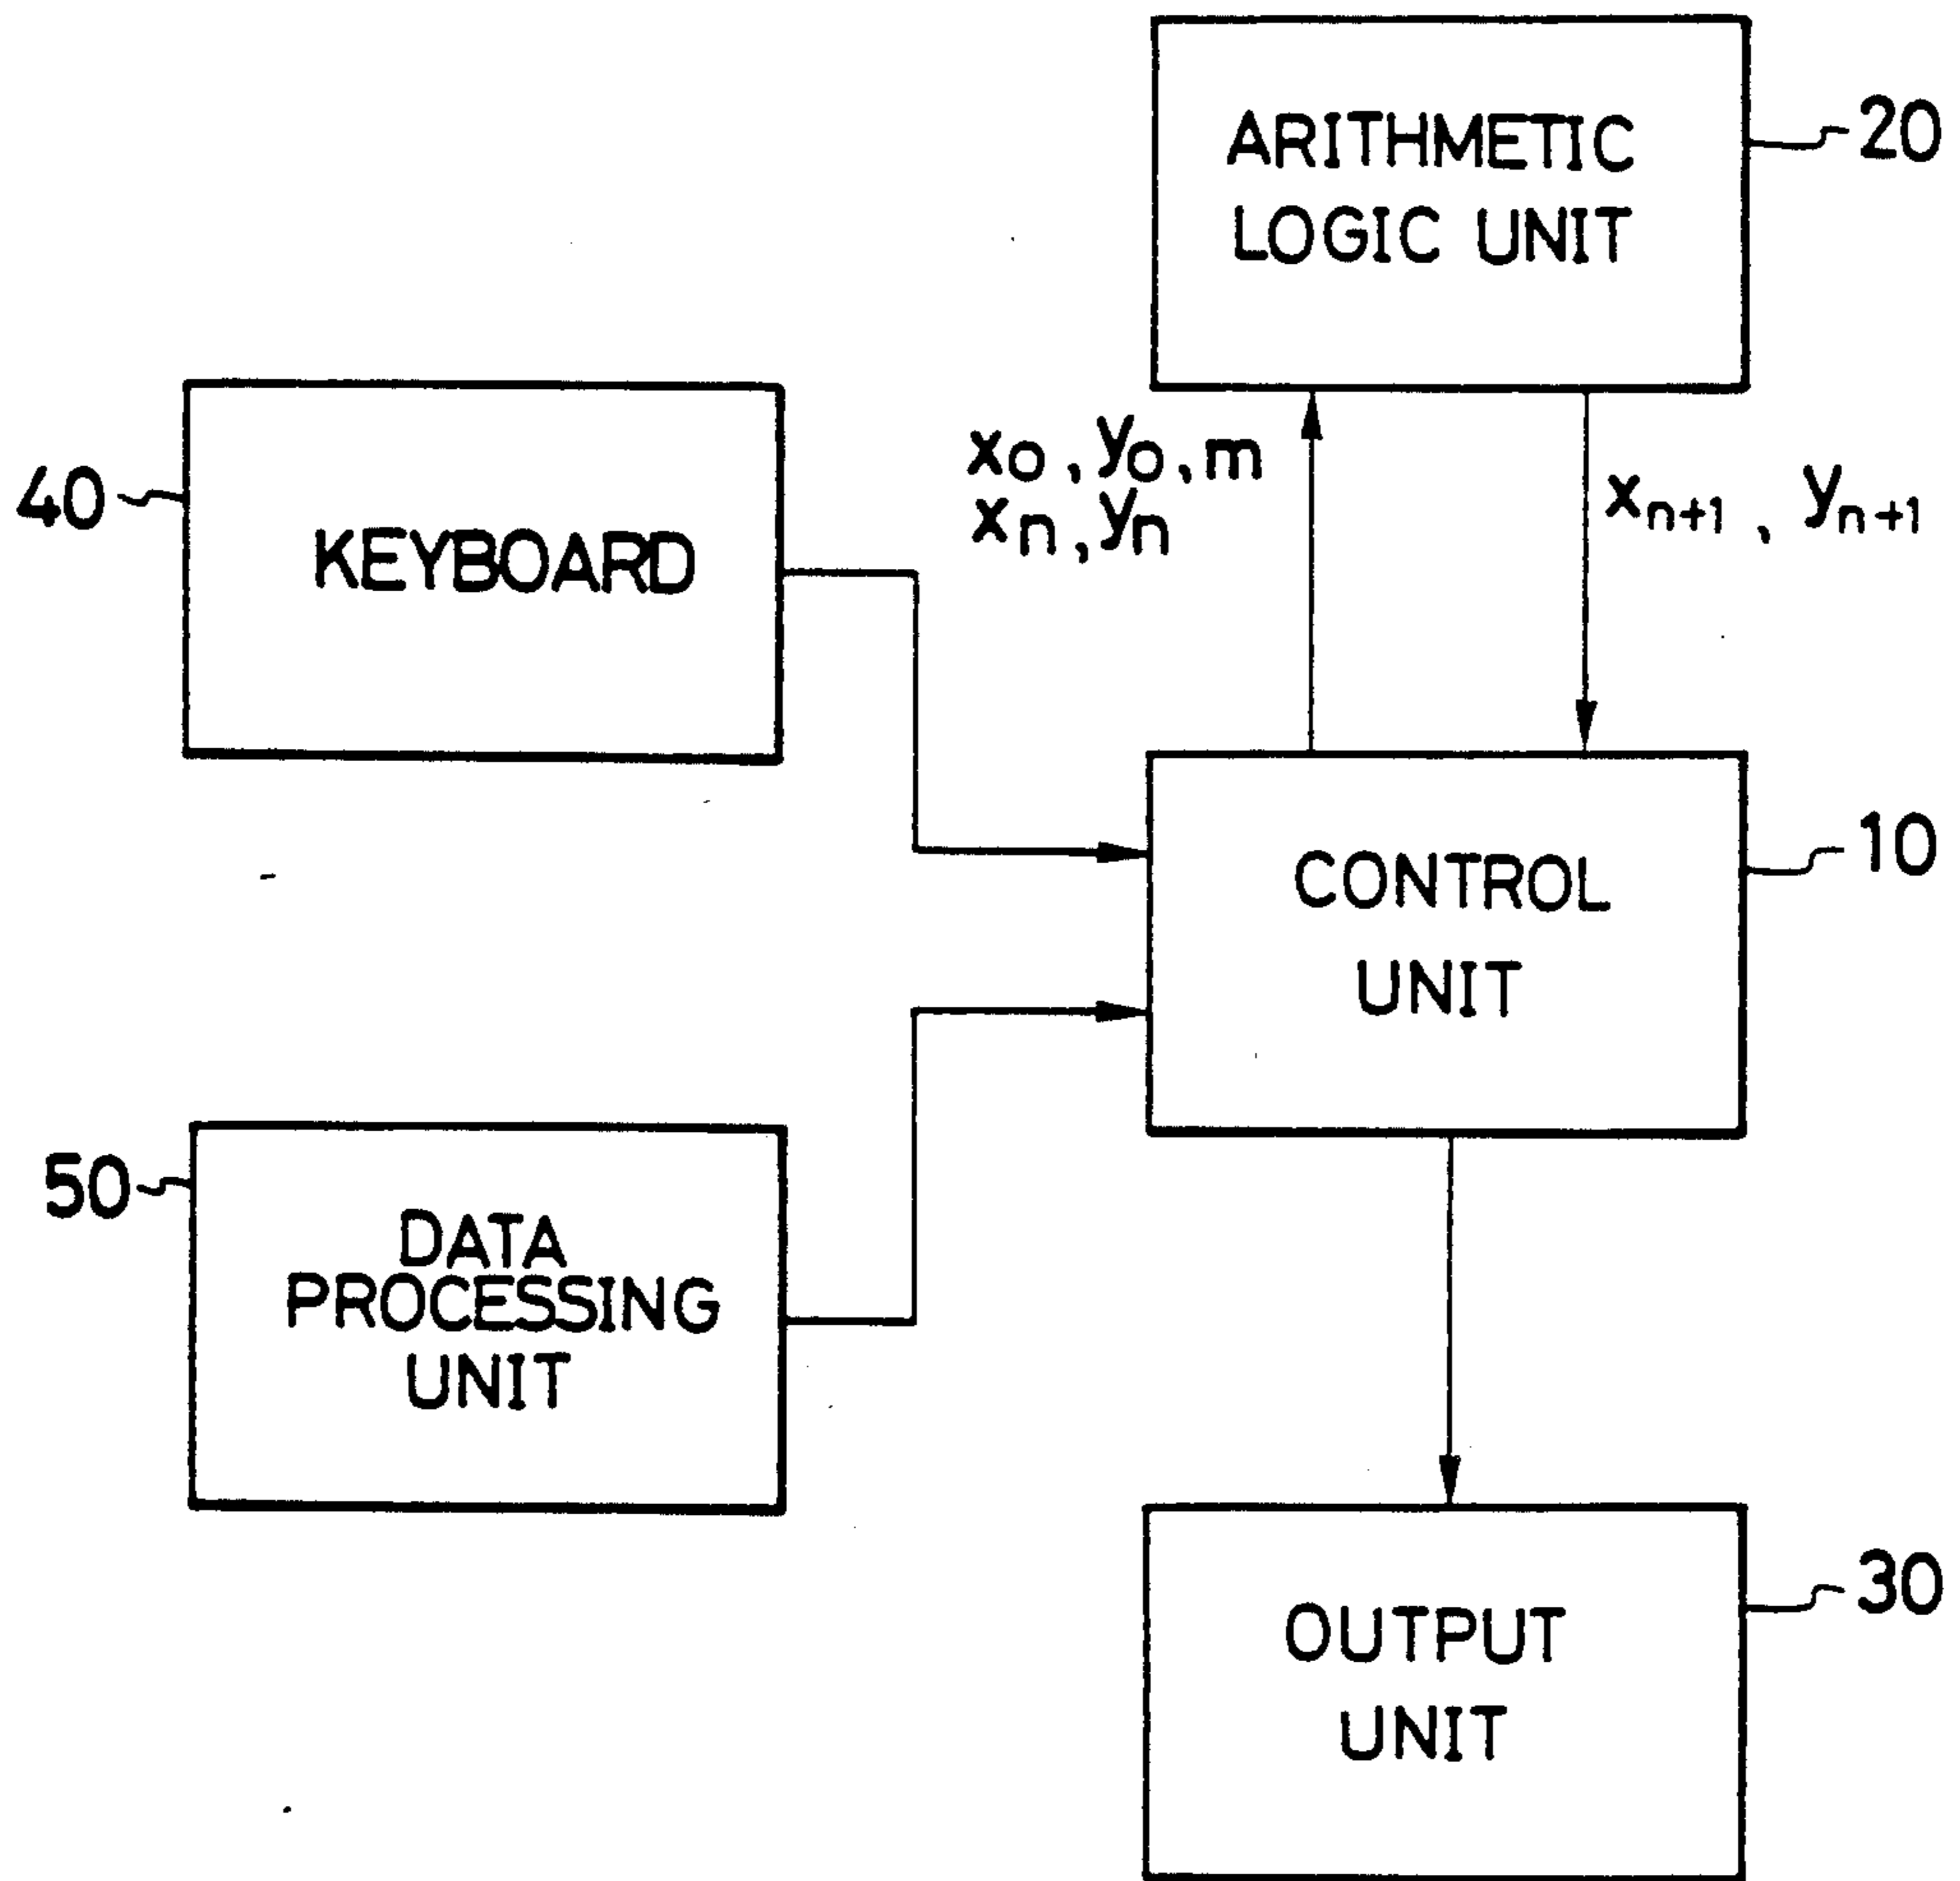 ARITHMETIC
LOGIC UNIT
20
40
KEYBOARD
x₀, y₀, m
xₙ, yₙ
xₙ₊₁, yₙ₊₁
CONTROL
UNIT
10
50
DATA
PROCESSING
UNIT
OUTPUT
UNIT
30